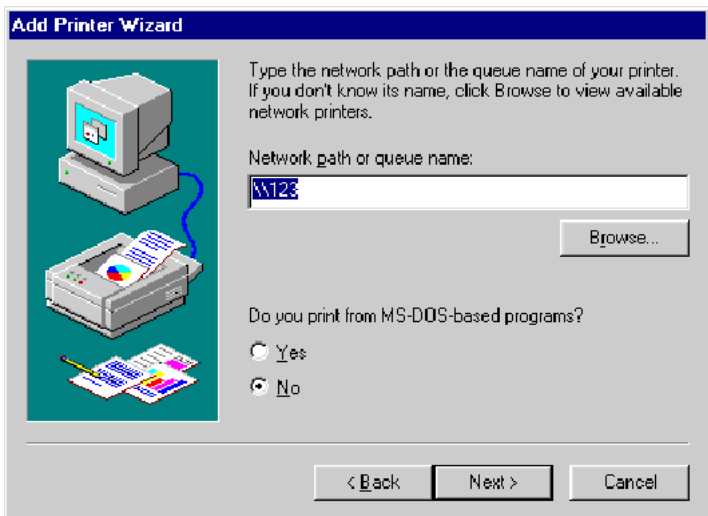 Add Printer Wizard
Type the network path or the queue name of your printer.
If you don't know its name, click Browse to view available
network printers.
Network path or queue name:
\\123
Browse...
Do you print from MS-DOS-based programs?
Yes
No
< Back
Next >
Cancel